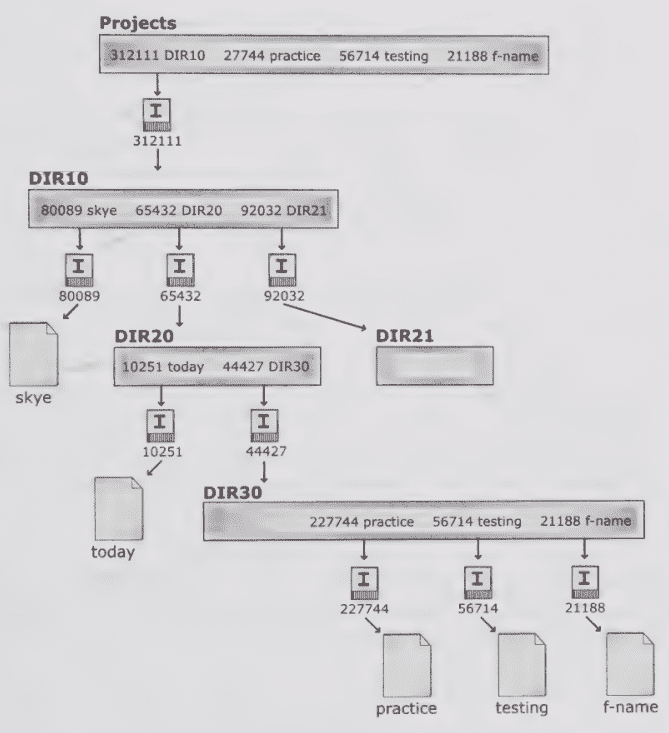 Projects
312111 DIR10 27744 practice 56714 testing 21188 f-name
I
312111
DIR10
80089 skye 65432 DIR20 92032 DIR21
I I I
80089 65432 92032
DIR20 DIR21
10251 today 44427 DIR30
skye
I I
10251 44427
DIR30
227744 practice 56714 testing 21188 f-name
today
I I I
227744 56714 21188
practice testing f-name